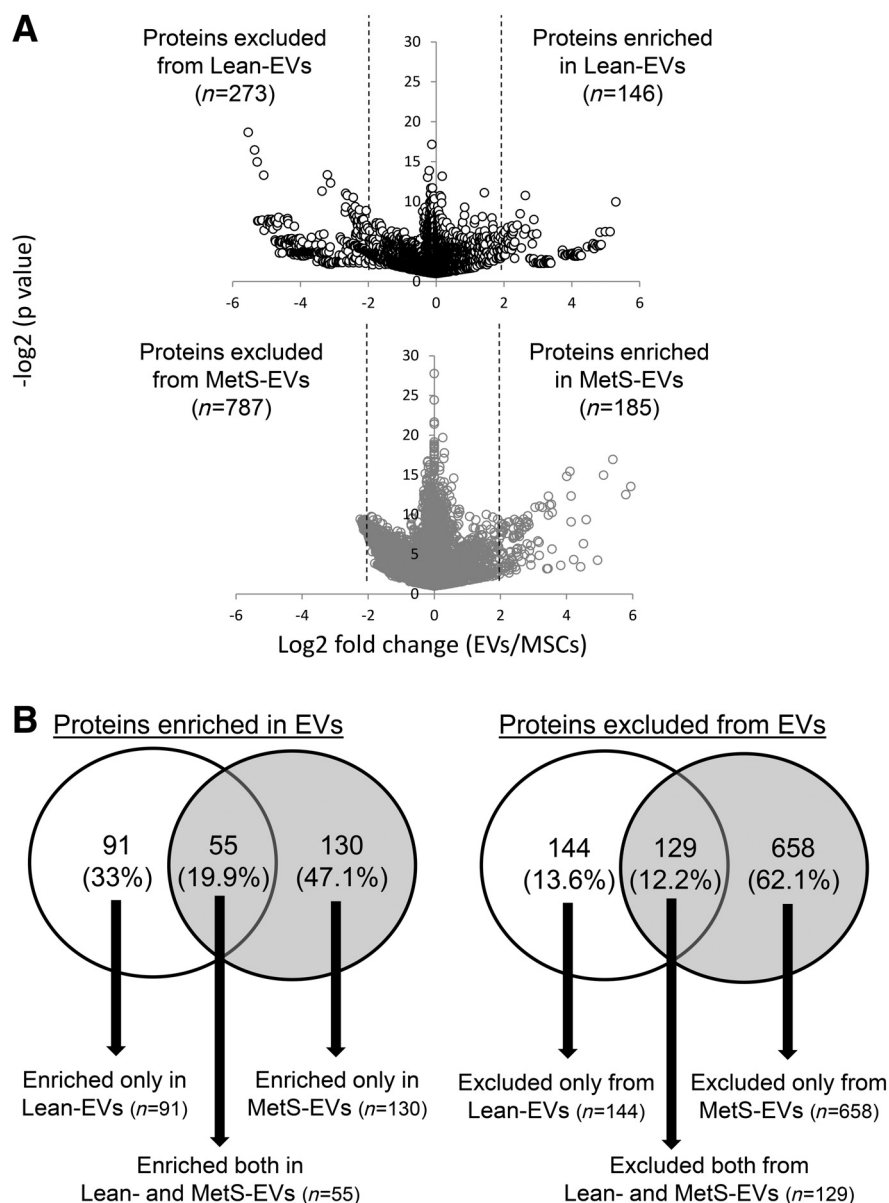 A
Proteins excluded
from Lean-EVs
(n=273)
Proteins enriched
in Lean-EVs
(n=146)
30
25
20
15
10
5
0
-6
-4
-2
0
2
4
6
-log2 (p value)
Proteins excluded
from MetS-EVs
(n=787)
Proteins enriched
in MetS-EVs
(n=185)
30
25
20
15
10
5
0
-6
-4
-2
0
2
4
6
Log2 fold change (EVs/MSCs)
B
Proteins enriched in EVs
91
(33%)
55
(19.9%)
130
(47.1%)
Enriched only in
Lean-EVs (n=91)
Enriched only in
MetS-EVs (n=130)
Enriched both in
Lean- and MetS-EVs (n=55)
Proteins excluded from EVs
144
(13.6%)
129
(12.2%)
658
(62.1%)
Excluded only from
Lean-EVs (n=144)
Excluded only from
MetS-EVs (n=658)
Excluded both from
Lean- and MetS-EVs (n=129)